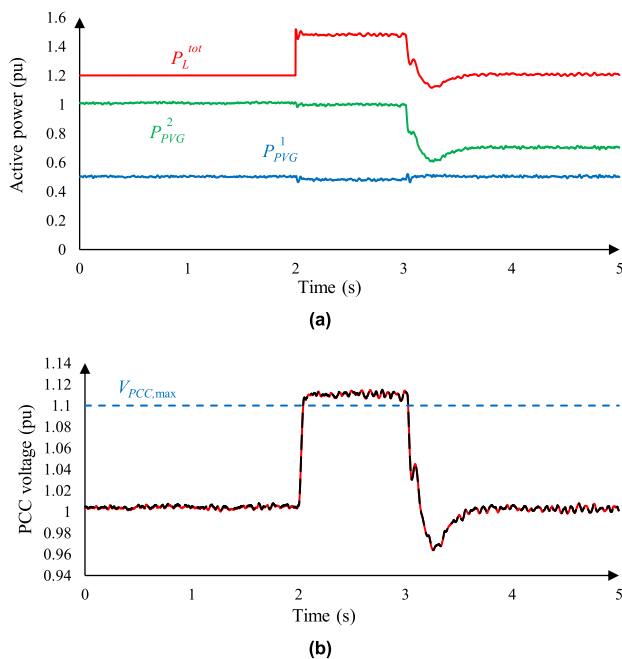 1.6
1.4
1.2
1
0.8
0.6
0.4
0.2
0
Active power (pu)
P_L^tot
P_PVG^2
P_PVG^1
0 1 2 3 4 5
Time (s)
(a)
1.14
1.12
1.1
1.08
1.06
1.04
1.02
1
0.98
0.96
0.94
PCC voltage (pu)
V_PCC,max
0 1 2 3 4 5
Time (s)
(b)